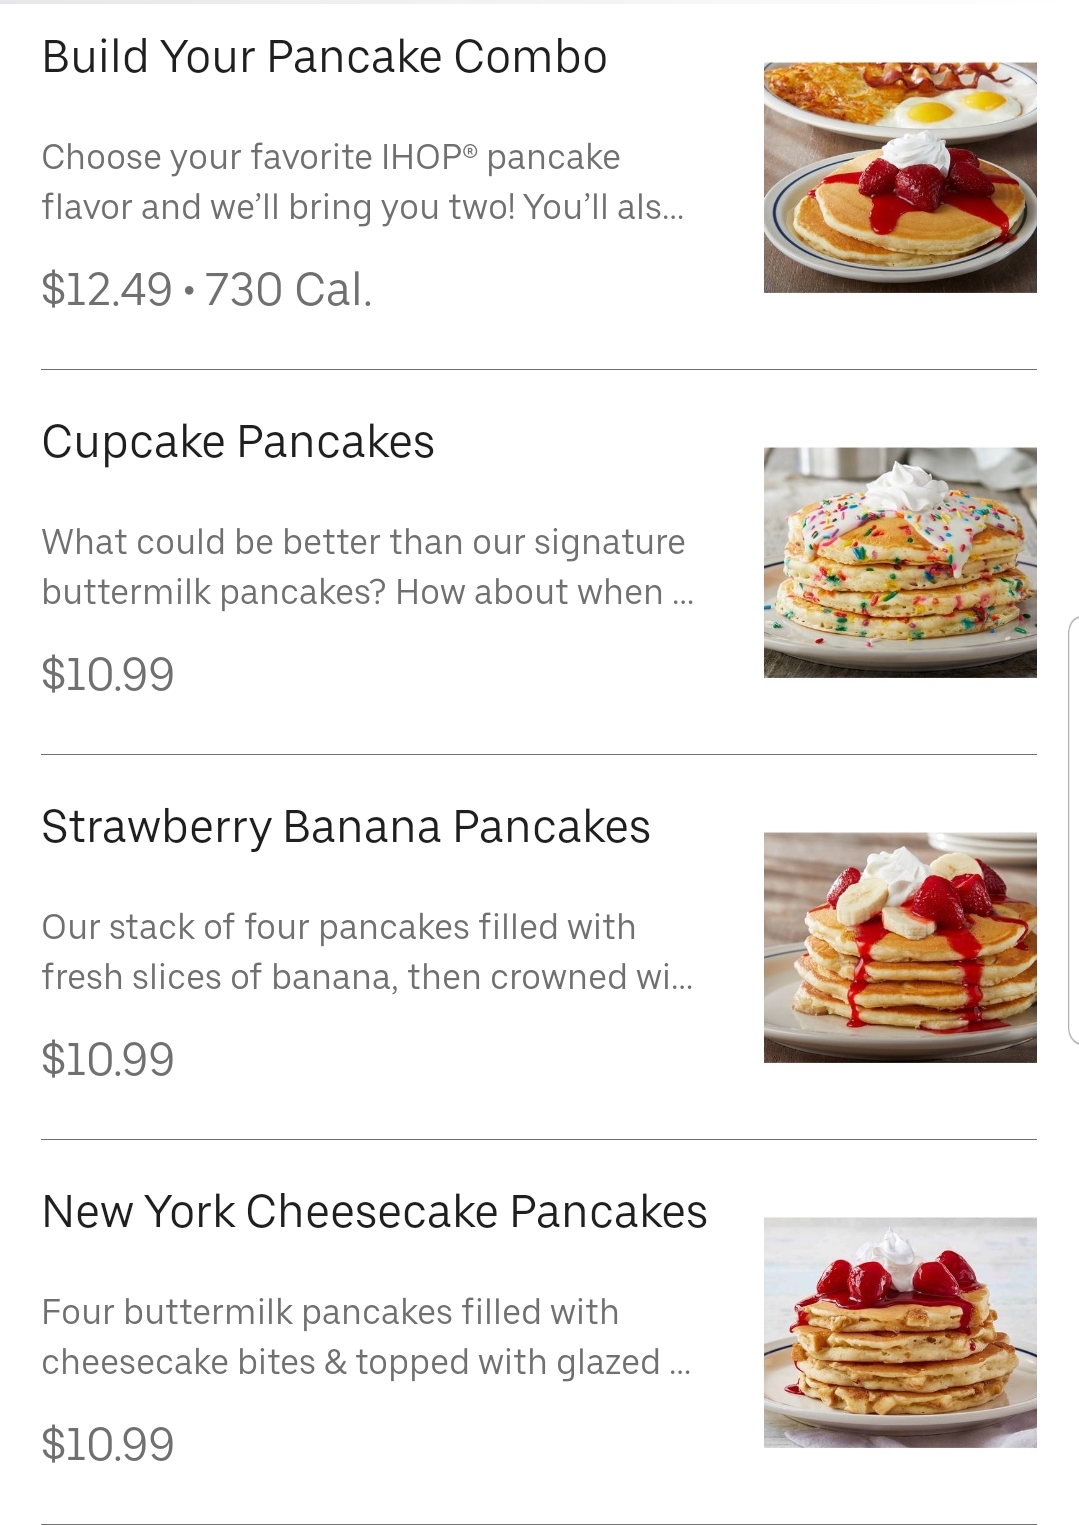 Build Your Pancake Combo
Choose your favorite IHOP® pancake
flavor and we’ll bring you two! You’ll als...
$12.49 • 730 Cal.
Cupcake Pancakes
What could be better than our signature
buttermilk pancakes? How about when ...
$10.99
Strawberry Banana Pancakes
Our stack of four pancakes filled with
fresh slices of banana, then crowned wi...
$10.99
New York Cheesecake Pancakes
Four buttermilk pancakes filled with
cheesecake bites & topped with glazed ...
$10.99